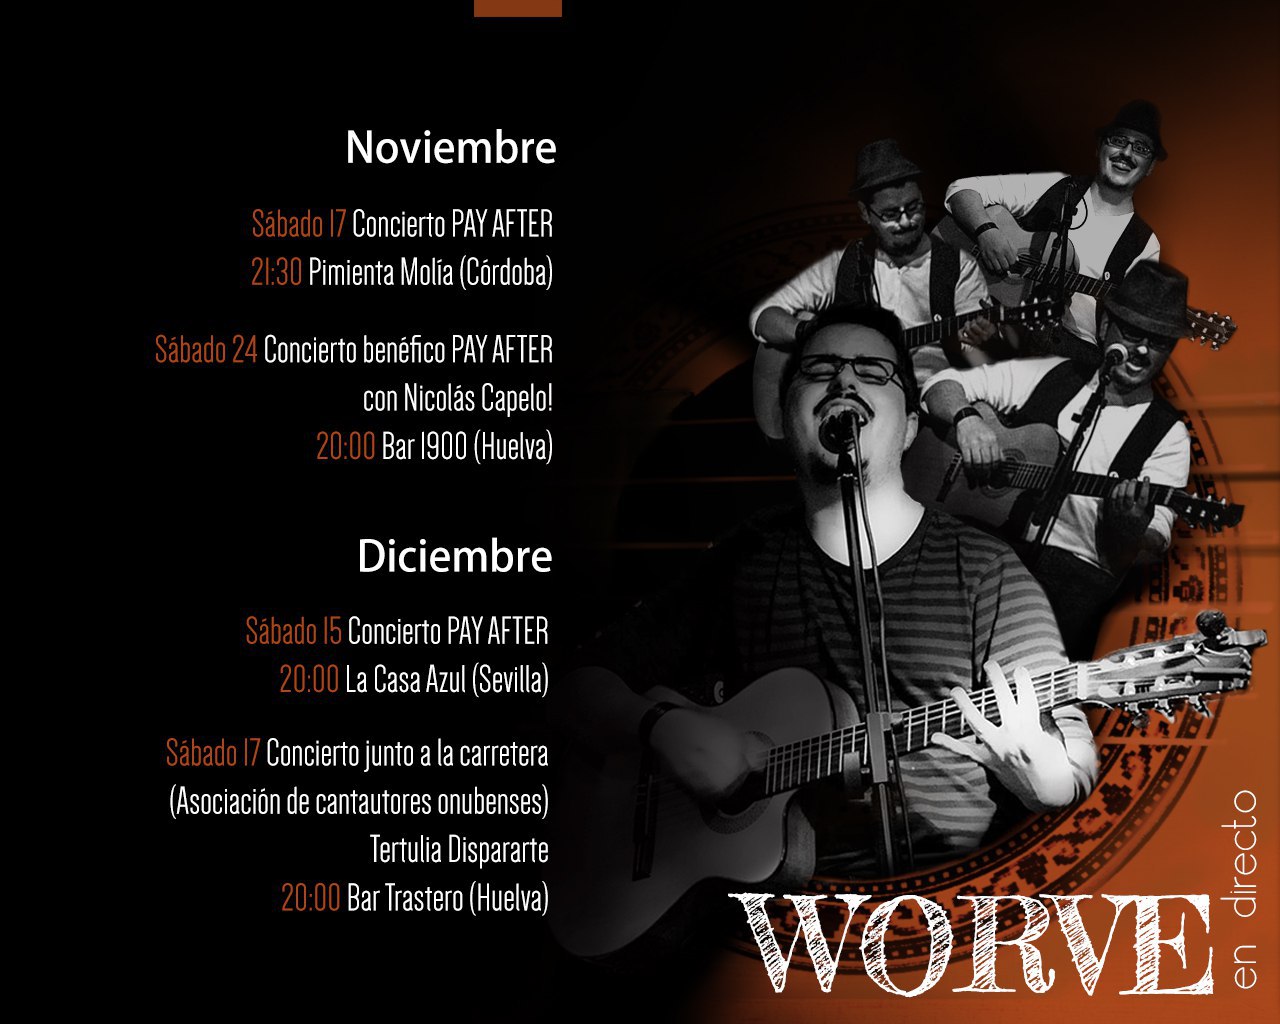 Noviembre
Sábado 17 Concierto PAY AFTER
21:30 Pimienta Molía (Córdoba)
Sábado 24 Concierto benéfico PAY AFTER
con Nicolás Capelo!
20:00 Bar 1900 (Huelva)
Diciembre
Sábado 15 Concierto PAY AFTER
20:00 La Casa Azul (Sevilla)
Sábado 17 Concierto junto a la carretera
(Asociación de cantautores onubenses)
Tertulia Dispararte
20:00 Bar Trastero (Huelva)
WORVE
en directo